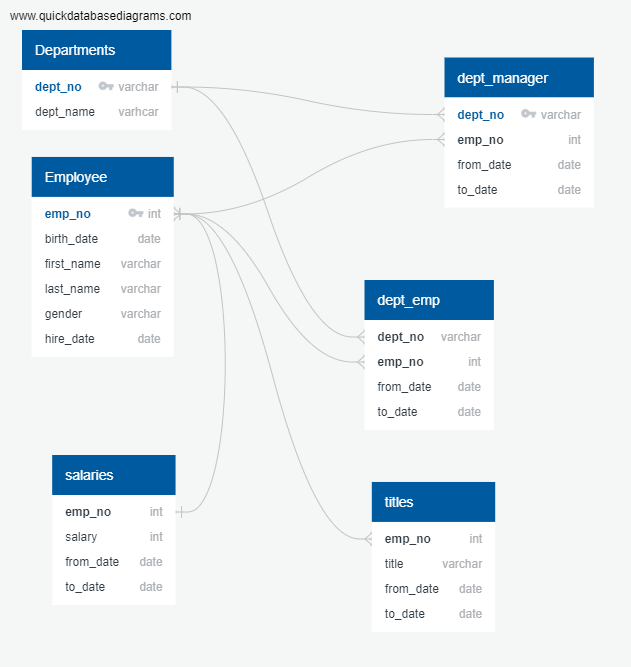 www.quickdatabasediagrams.com
Departments
dept_no varchar
dept_name varhcar
dept_manager
dept_no varchar
emp_no int
from_date date
to_date date
Employee
emp_no int
birth_date date
first_name varchar
last_name varchar
gender varchar
hire_date date
dept_emp
dept_no varchar
emp_no int
from_date date
to_date date
salaries
emp_no int
salary int
from_date date
to_date date
titles
emp_no int
title varchar
from_date date
to_date date